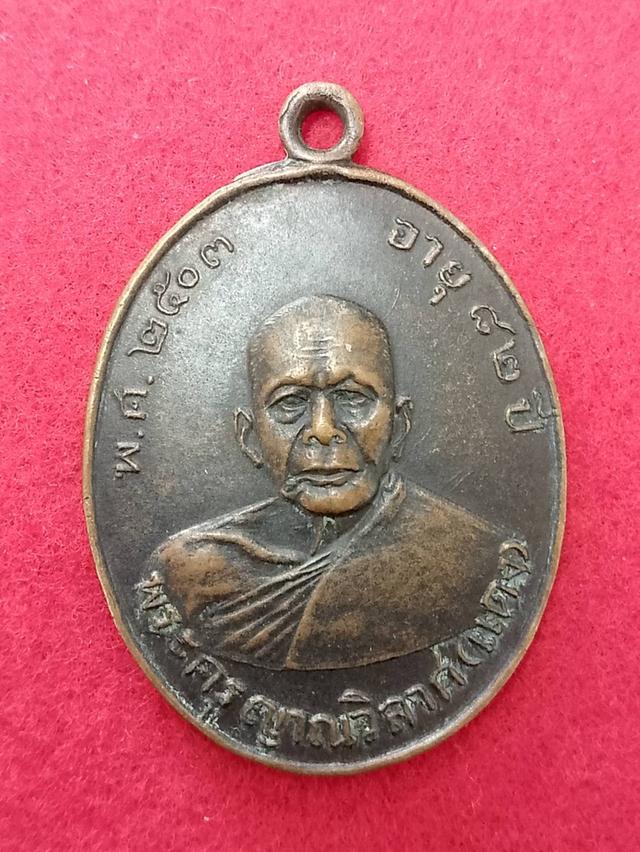 พ.ศ. ๒๕๐๓
อายุ ๘๒ ปี
พระครูญาณวิลาศ(แดง)